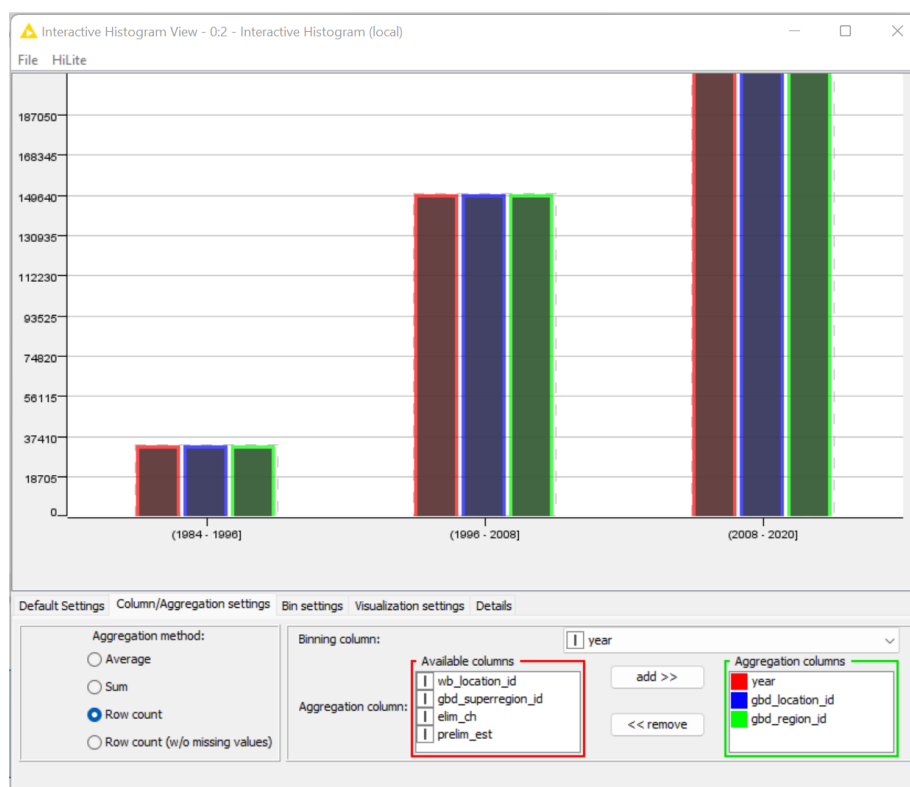 Interactive Histogram View - 0:2 - Interactive Histogram (local)
File HiLite
187050
168345
149640
130935
112230
93525
74820
56115
37410
18705
0
(1984 - 1996]
(1996 - 2008]
(2008 - 2020]
Default Settings Column/Aggregation settings Bin settings Visualization settings Details
Aggregation method:
Average
Sum
Row count
Row count (w/o missing values)
Binning column:
I year
Aggregation column:
Available columns
I wb_location_id
I gbd_superregion_id
I elim_ch
I prelim_est
add >>
<< remove
Aggregation columns
year
gbd_location_id
gbd_region_id